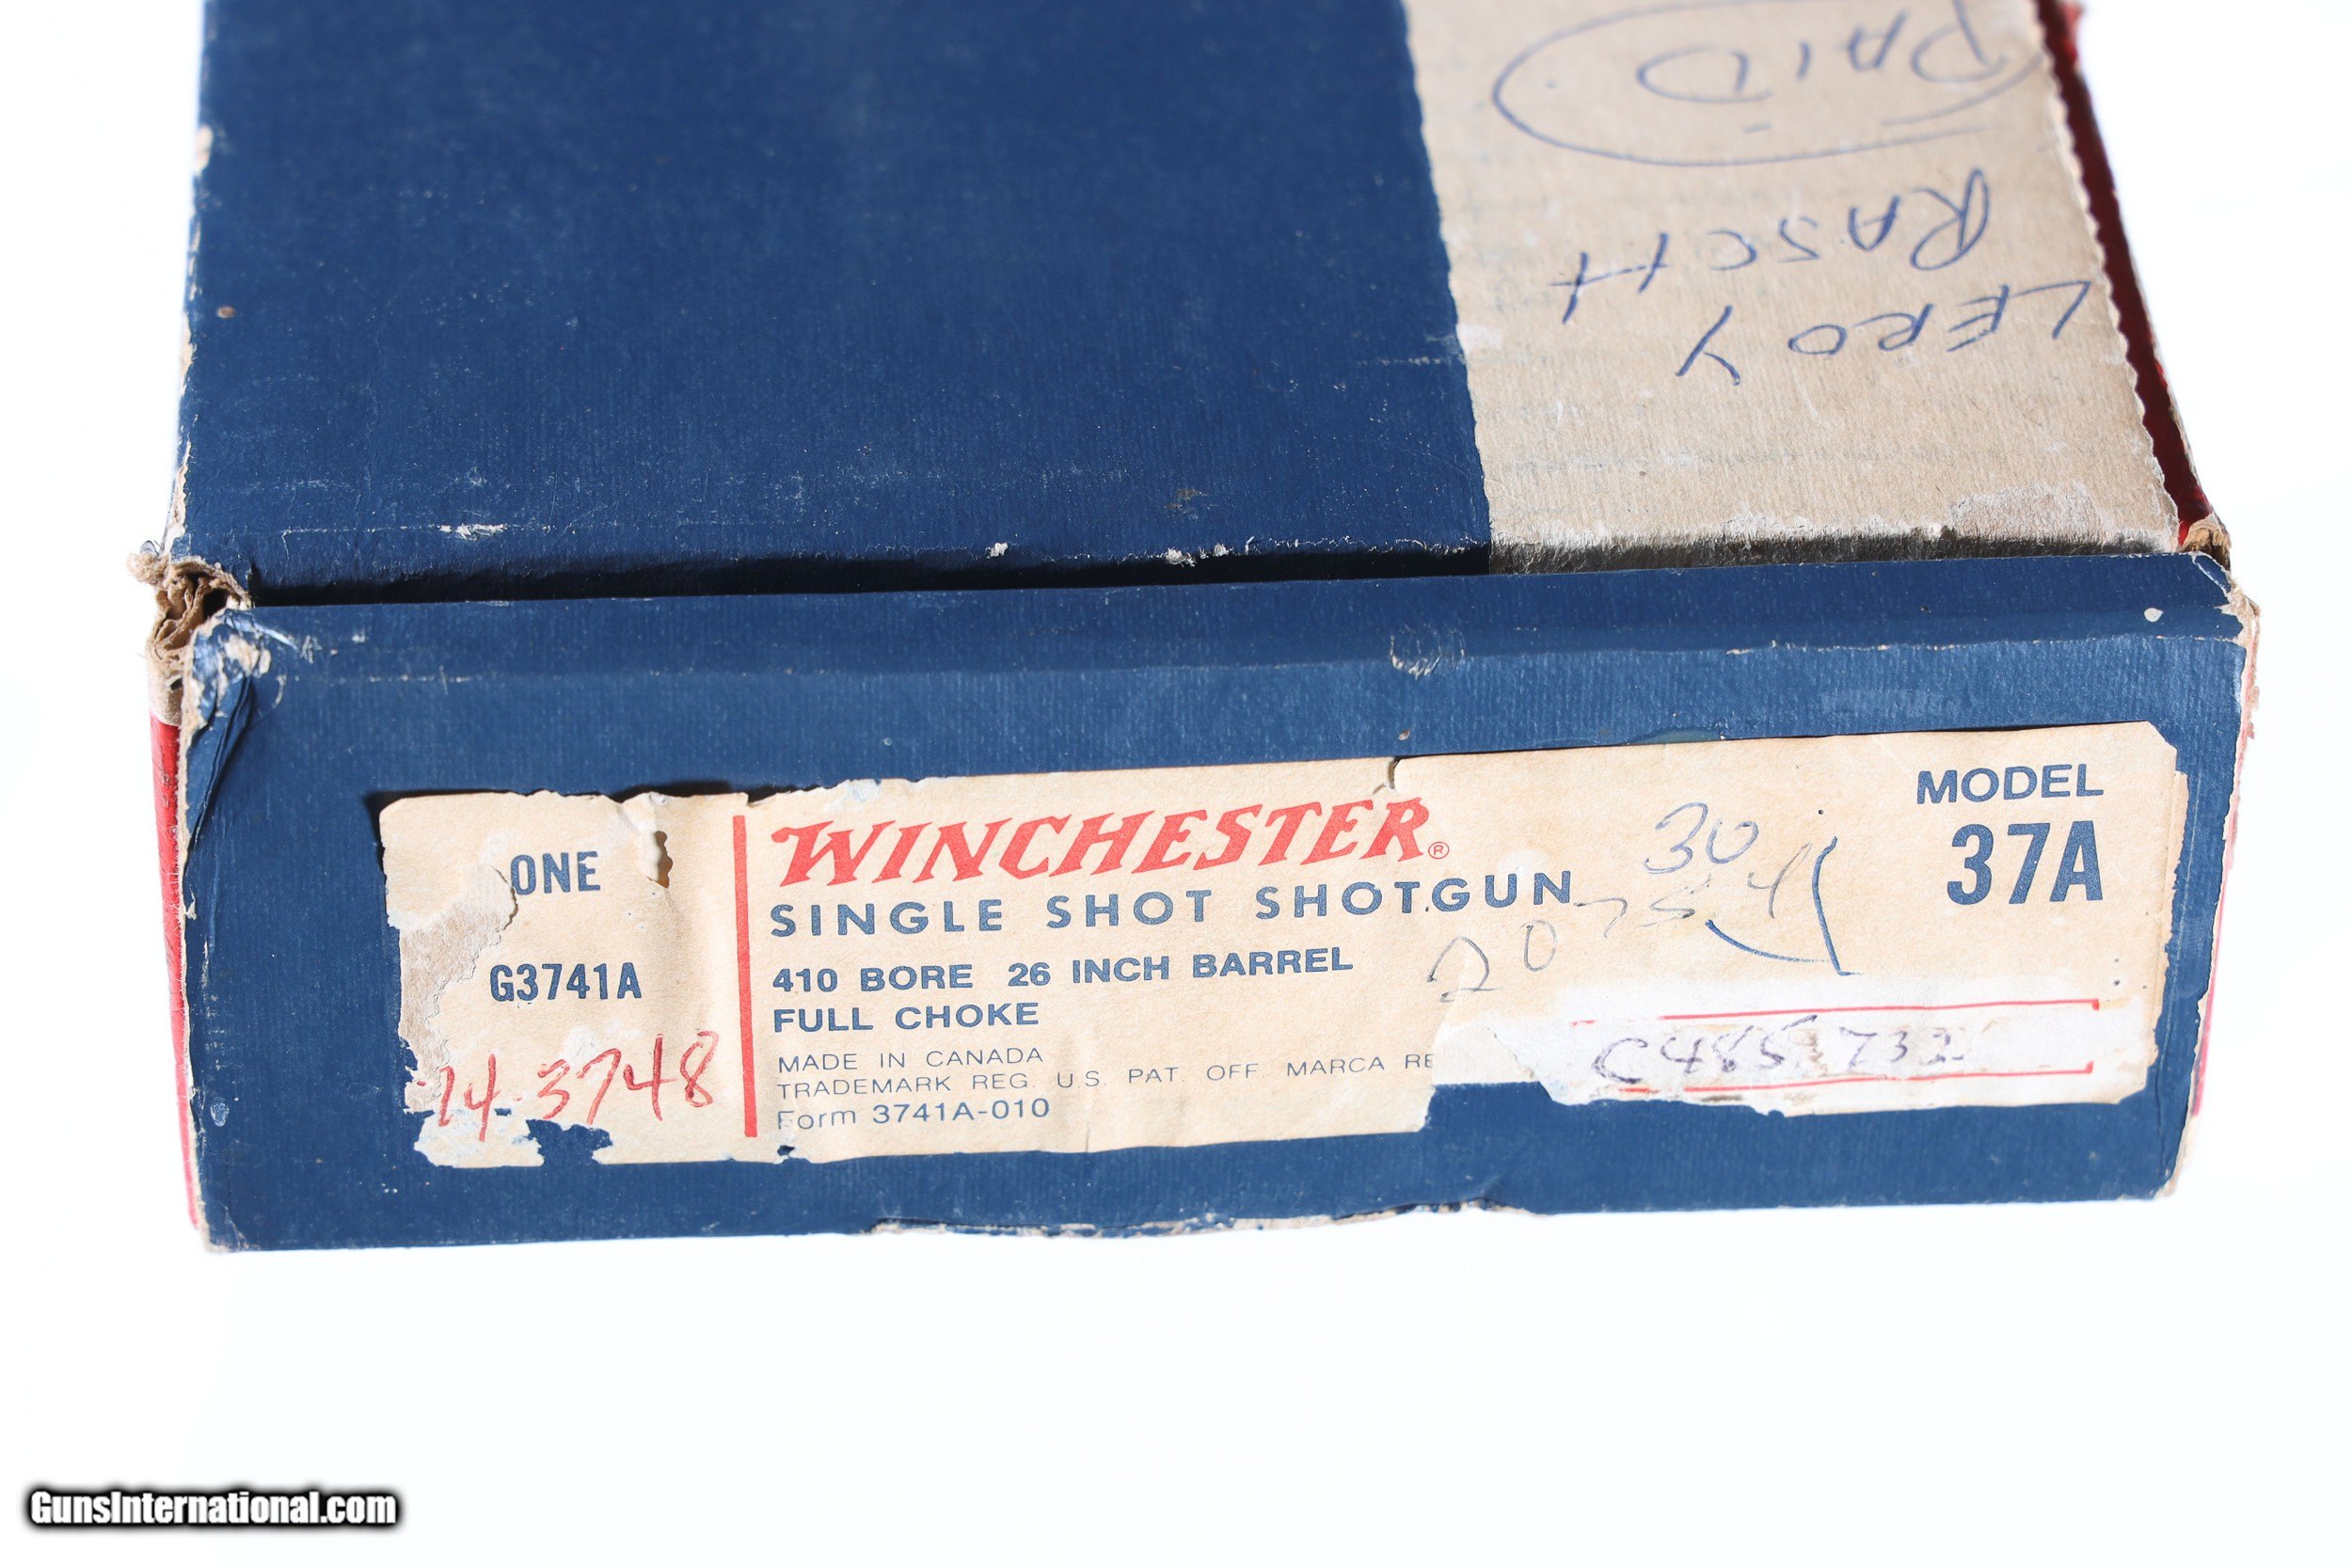 LEROY
RASCH
PAID
ONE
G3741A
14-3748
WINCHESTER®
SINGLE SHOT SHOTGUN
410 BORE 26 INCH BARREL
FULL CHOKE
MADE IN CANADA
TRADEMARK REG. U.S. PAT. OFF. MARCA RE
Form 3741A-010
30
MODEL
37A
GunsInternational.com